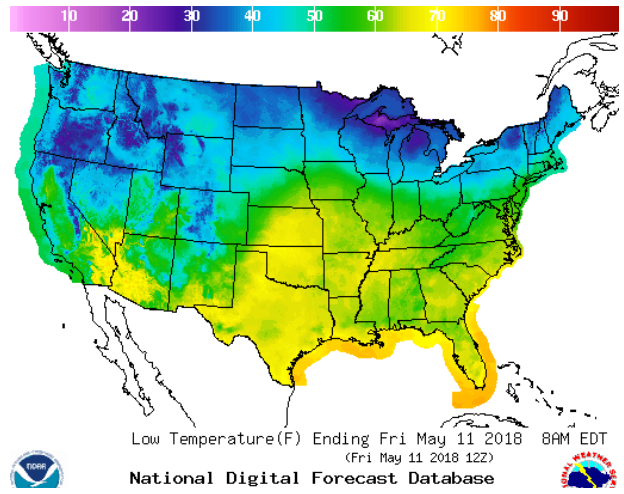 10 20 30 40 50 60 70 80 90
Low Temperature(F) Ending Fri May 11 2018 8AM EDT
(Fri May 11 2018 12Z)
NOAA
National Digital Forecast Database